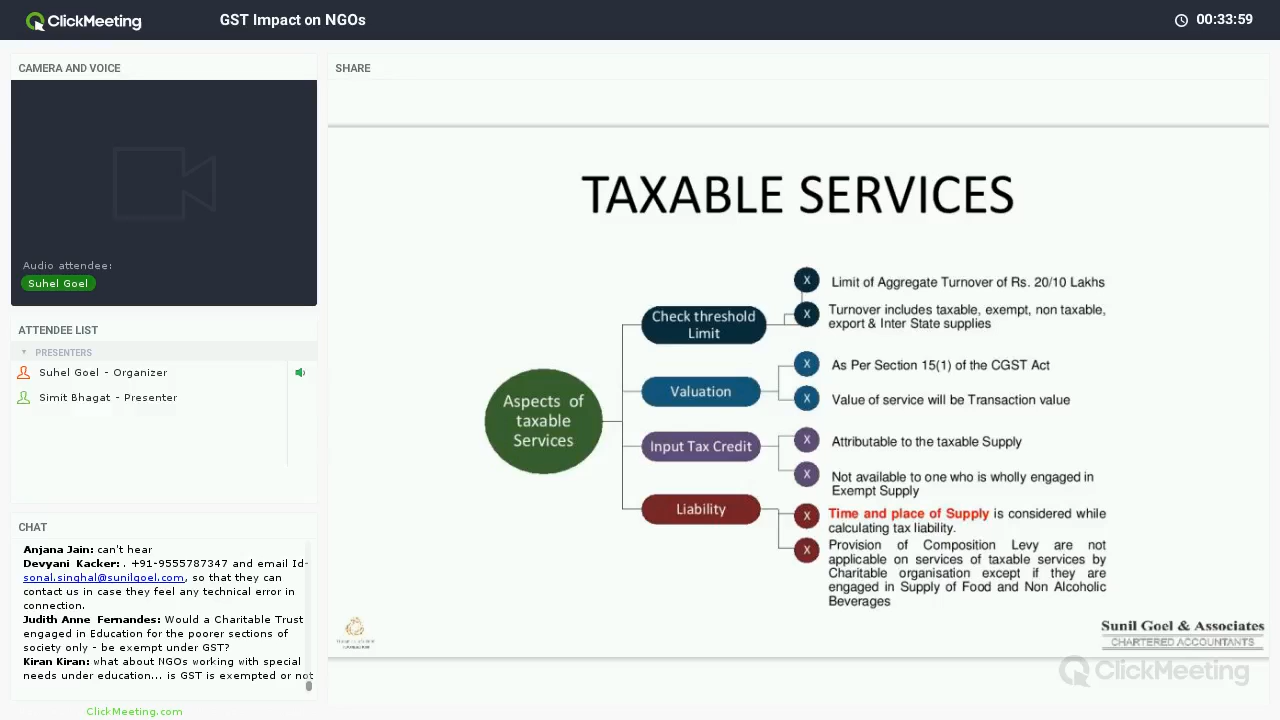 ClickMeeting
GST Impact on NGOs
00:33:59
CAMERA AND VOICE
Audio attendee:
Suhel Goel
ATTENDEE LIST
PRESENTERS
Suhel Goel - Organizer
Simit Bhagat - Presenter
CHAT
Anjana Jain: can't hear
Devyani Kacker: . +91-9555787347 and email Id-
sonal.singhal@sunilgoel.com, so that they can
contact us in case they feel any technical error in
connection.
Judith Anne Fernandes: Would a Charitable Trust
engaged in Education for the poorer sections of
society only - be exempt under GST?
Kiran Kiran: what about NGOs working with special
needs under education... is GST is exempted or not
ClickMeeting.com
SHARE
TAXABLE SERVICES
Aspects of
taxable
Services
Check threshold
Limit
X
Limit of Aggregate Turnover of Rs. 20/10 Lakhs
X
Turnover includes taxable, exempt, non taxable,
export & Inter State supplies
Valuation
X
As Per Section 15(1) of the CGST Act
X
Value of service will be Transaction value
Input Tax Credit
X
Attributable to the taxable Supply
X
Not available to one who is wholly engaged in
Exempt Supply
Liability
X
Time and place of Supply is considered while
calculating tax liability.
X
Provision of Composition Levy are not
applicable on services of taxable services by
Charitable organisation except if they are
engaged in Supply of Food and Non Alcoholic
Beverages
Sunil Goel & Associates
CHARTERED ACCOUNTANTS
ClickMeeting